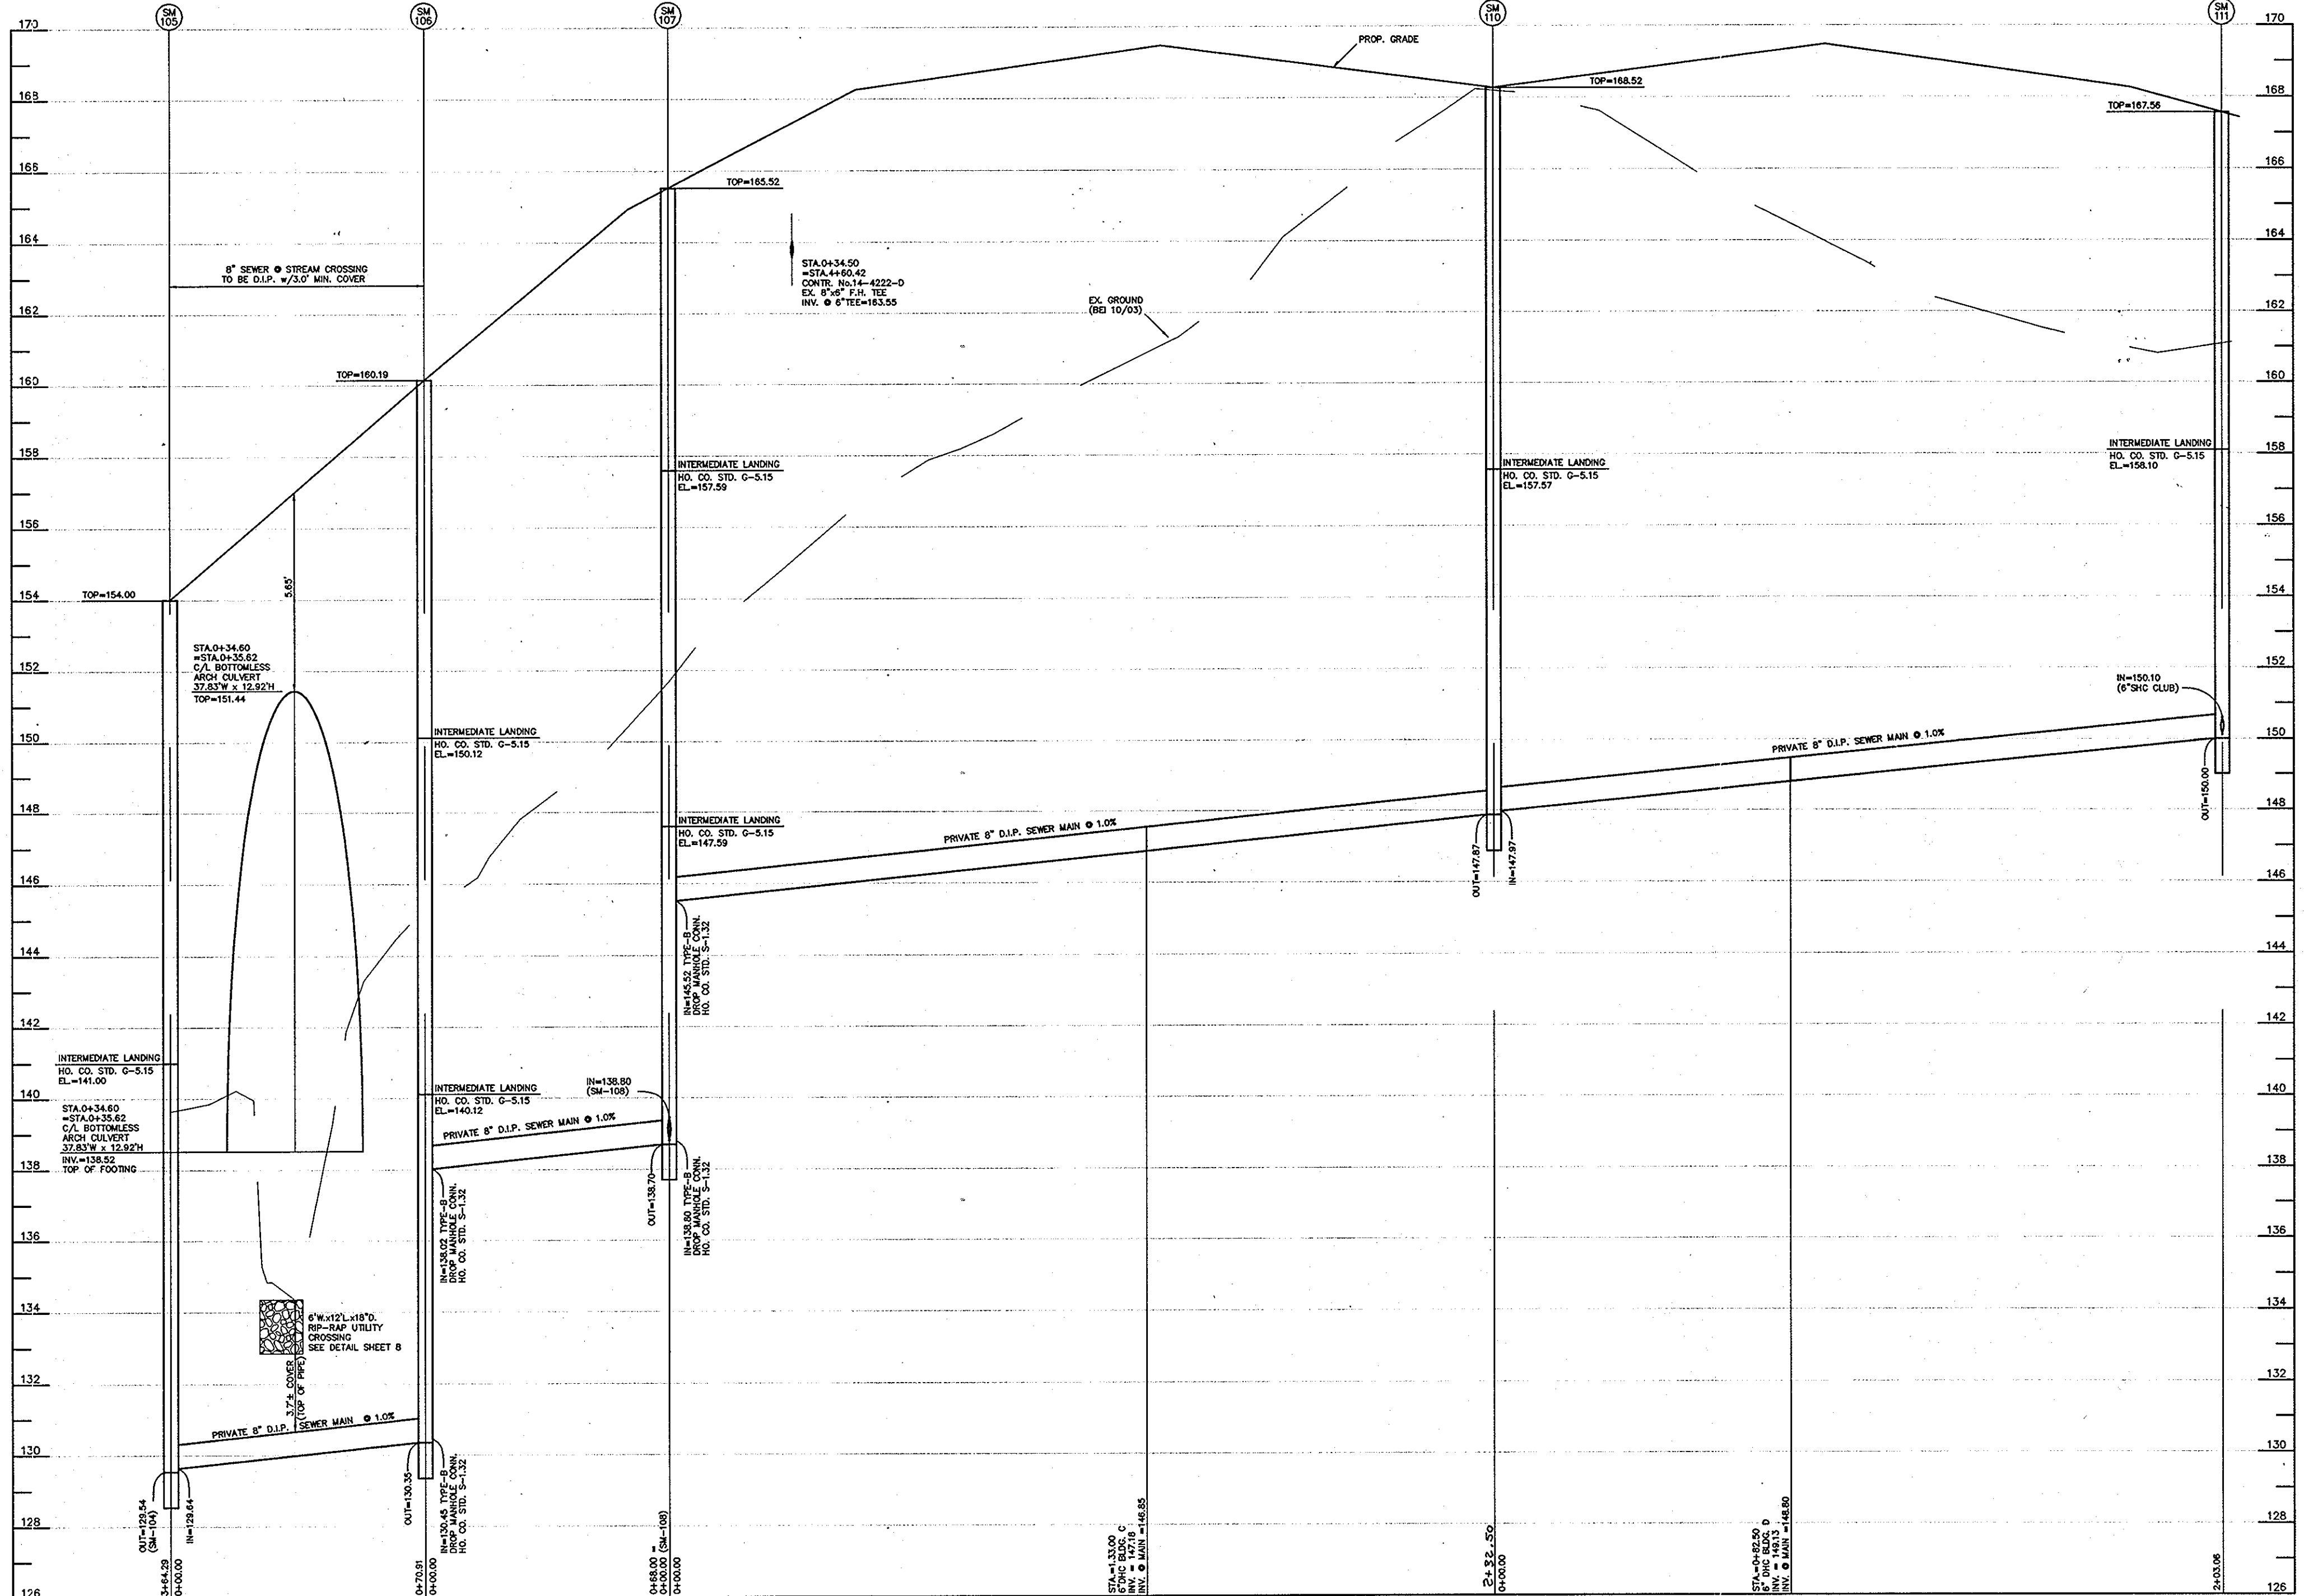 SM
105
SM
106
SM
107
SM
110
SM
111
170
168
166
164
162
160
158
156
154
152
150
148
146
144
142
140
138
136
134
132
130
128
126
PROP. GRADE
TOP=168.52
TOP=167.56
TOP=165.52
8" SEWER @ STREAM CROSSING
TO BE D.I.P. w/3.0' MIN. COVER
STA.0+34.50
=STA.4+60.42
CONTR. No.14-4222-D
EX. 8"x6" F.H. TEE
INV. @ 6"TEE=163.55
EX. GROUND
(BEI 10/03)
TOP=160.19
INTERMEDIATE LANDING
HO. CO. STD. G-5.15
EL.=157.59
INTERMEDIATE LANDING
HO. CO. STD. G-5.15
EL.=157.57
INTERMEDIATE LANDING
HO. CO. STD. G-5.15
EL.=158.10
TOP=154.00
5.65'
STA.0+34.60
=STA.0+35.62
C/L BOTTOMLESS
ARCH CULVERT
37.83'W x 12.92'H
TOP=151.44
INTERMEDIATE LANDING
HO. CO. STD. G-5.15
EL.=150.12
IN=150.10
(6"SHC CLUB)
PRIVATE 8" D.I.P. SEWER MAIN @ 1.0%
OUT=150.00
INTERMEDIATE LANDING
HO. CO. STD. G-5.15
EL.=147.59
PRIVATE 8" D.I.P. SEWER MAIN @ 1.0%
OUT=147.87
IN=147.97
IN=145.52 TYPE-B
DROP MANHOLE CONN.
HO. CO. STD. S-1.32
INTERMEDIATE LANDING
HO. CO. STD. G-5.15
EL.=141.00
STA.0+34.60
=STA.0+35.62
C/L BOTTOMLESS
ARCH CULVERT
37.83'W x 12.92'H
INV.=138.52
TOP OF FOOTING
INTERMEDIATE LANDING
HO. CO. STD. G-5.15
EL.=140.12
IN=138.80
(SM-108)
PRIVATE 8" D.I.P. SEWER MAIN @ 1.0%
IN=138.02 TYPE-B
DROP MANHOLE CONN.
HO. CO. STD. S-1.32
OUT=138.70
IN=138.80 TYPE-B
DROP MANHOLE CONN.
HO. CO. STD. S-1.32
6'W.x12'L.x18"D.
RIP-RAP UTILITY
CROSSING
SEE DETAIL SHEET 8
3.7'± COVER
(TOP OF PIPE)
PRIVATE 8" D.I.P. SEWER MAIN @ 1.0%
OUT=129.54
(SM-104)
IN=129.64
OUT=130.35
IN=130.45 TYPE-B
DROP MANHOLE CONN.
HO. CO. STD. S-1.32
3+64.29
0+00.00
0+70.91
0+00.00
0+68.00 =
0+00.00 (SM-108)
0+00.00
STA.=1.33.00
6"DHC BLDG. C
INV. = 147.18
INV. @ MAIN =146.85
2+32.50
0+00.00
STA.=0+82.50
6" DHC BLDG. D
INV. = 149.13
INV. @ MAIN =148.80
2+03.06
170
168
166
164
162
160
158
156
154
152
150
148
146
144
142
140
138
136
134
132
130
128
126